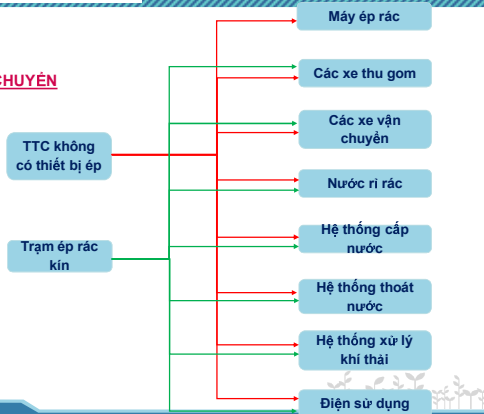 CHUYỂN
TTC không
có thiết bị ép
Trạm ép rác
kín
Máy ép rác
Các xe thu gom
Các xe vận
chuyển
Nước rỉ rác
Hệ thống cấp
nước
Hệ thống thoát
nước
Hệ thống xử lý
khí thải
Điện sử dụng